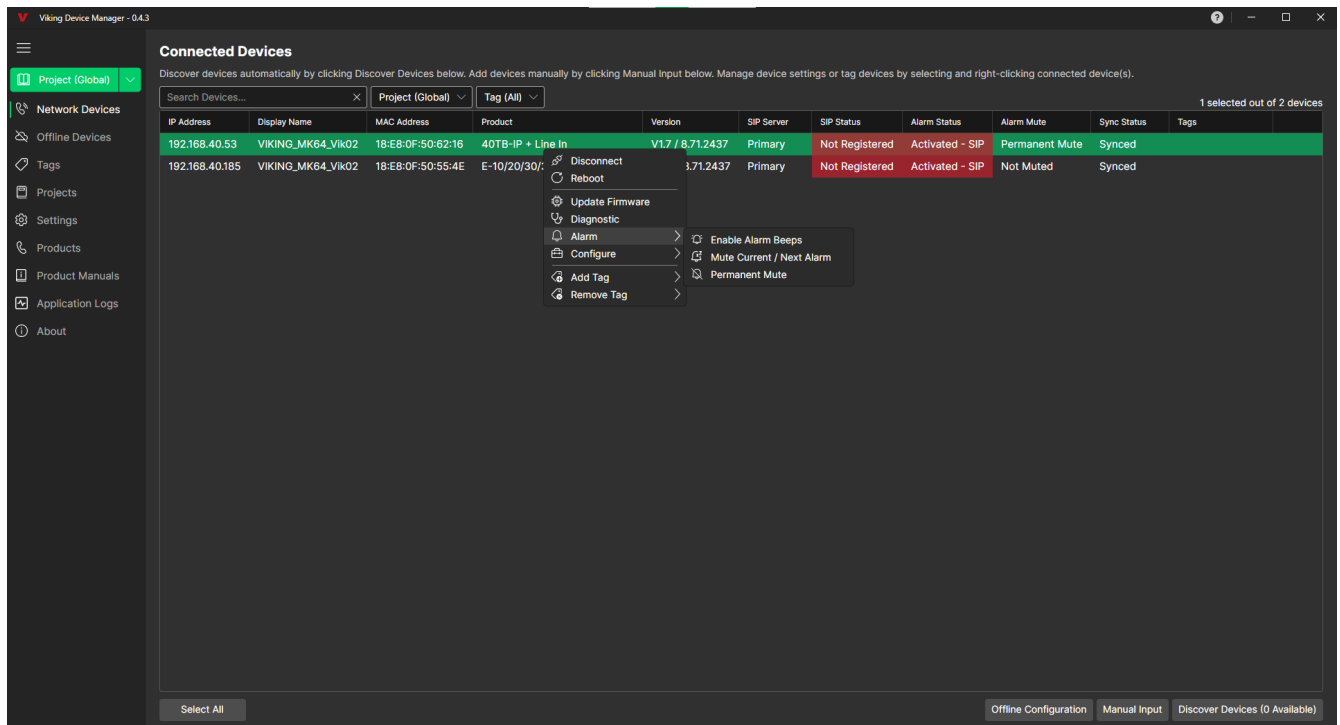 Viking Device Manager - 0.4.3
Project (Global)
Network Devices
Offline Devices
Tags
Projects
Settings
Products
Product Manuals
Application Logs
About
Connected Devices
Discover devices automatically by clicking Discover Devices below. Add devices manually by clicking Manual Input below. Manage device settings or tag devices by selecting and right-clicking connected device(s).
Search Devices... Project (Global) Tag (All)
1 selected out of 2 devices
IP Address Display Name MAC Address Product Version SIP Server SIP Status Alarm Status Alarm Mute Sync Status Tags
192.168.40.53 VIKING_MK64_Vik02 18:E8:0F:50:62:16 40TB-IP + Line In V1.7 / 8.71.2437 Primary Not Registered Activated - SIP Permanent Mute Synced
192.168.40.185 VIKING_MK64_Vik02 18:E8:0F:50:55:4E E-10/20/30/ .71.2437 Primary Not Registered Activated - SIP Not Muted Synced
Disconnect
Reboot
Update Firmware
Diagnostic
Alarm
Configure
Add Tag
Remove Tag
Enable Alarm Beeps
Mute Current / Next Alarm
Permanent Mute
Select All
Offline Configuration Manual Input Discover Devices (0 Available)